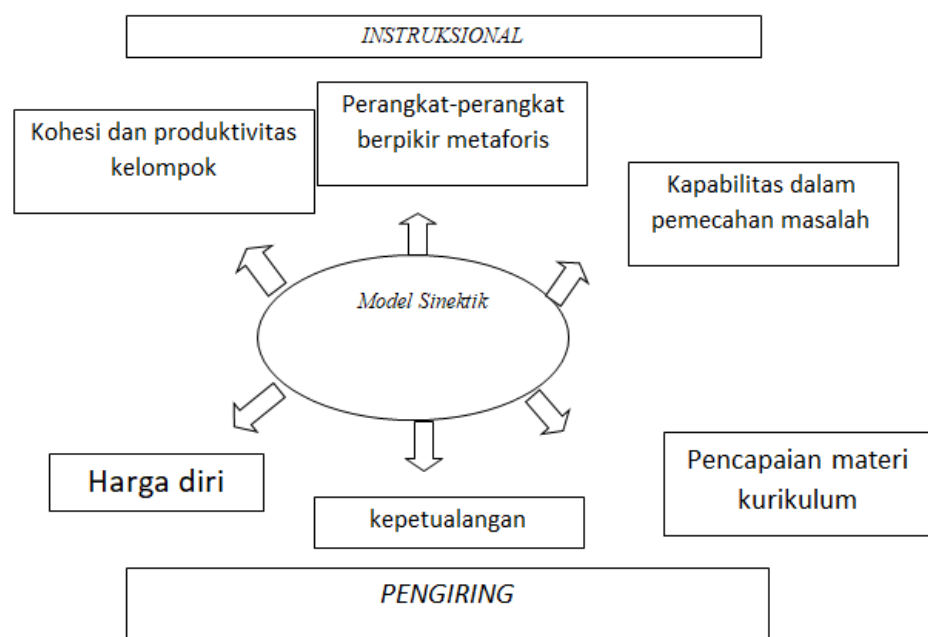 INSTRUKSIONAL
Kohesi dan produktivitas
kelompok
Perangkat-perangkat
berpikir metaforis
Kapabilitas dalam
pemecahan masalah
Model Sinektik
Harga diri
kepetualangan
Pencapaian materi
kurikulum
PENGIRING